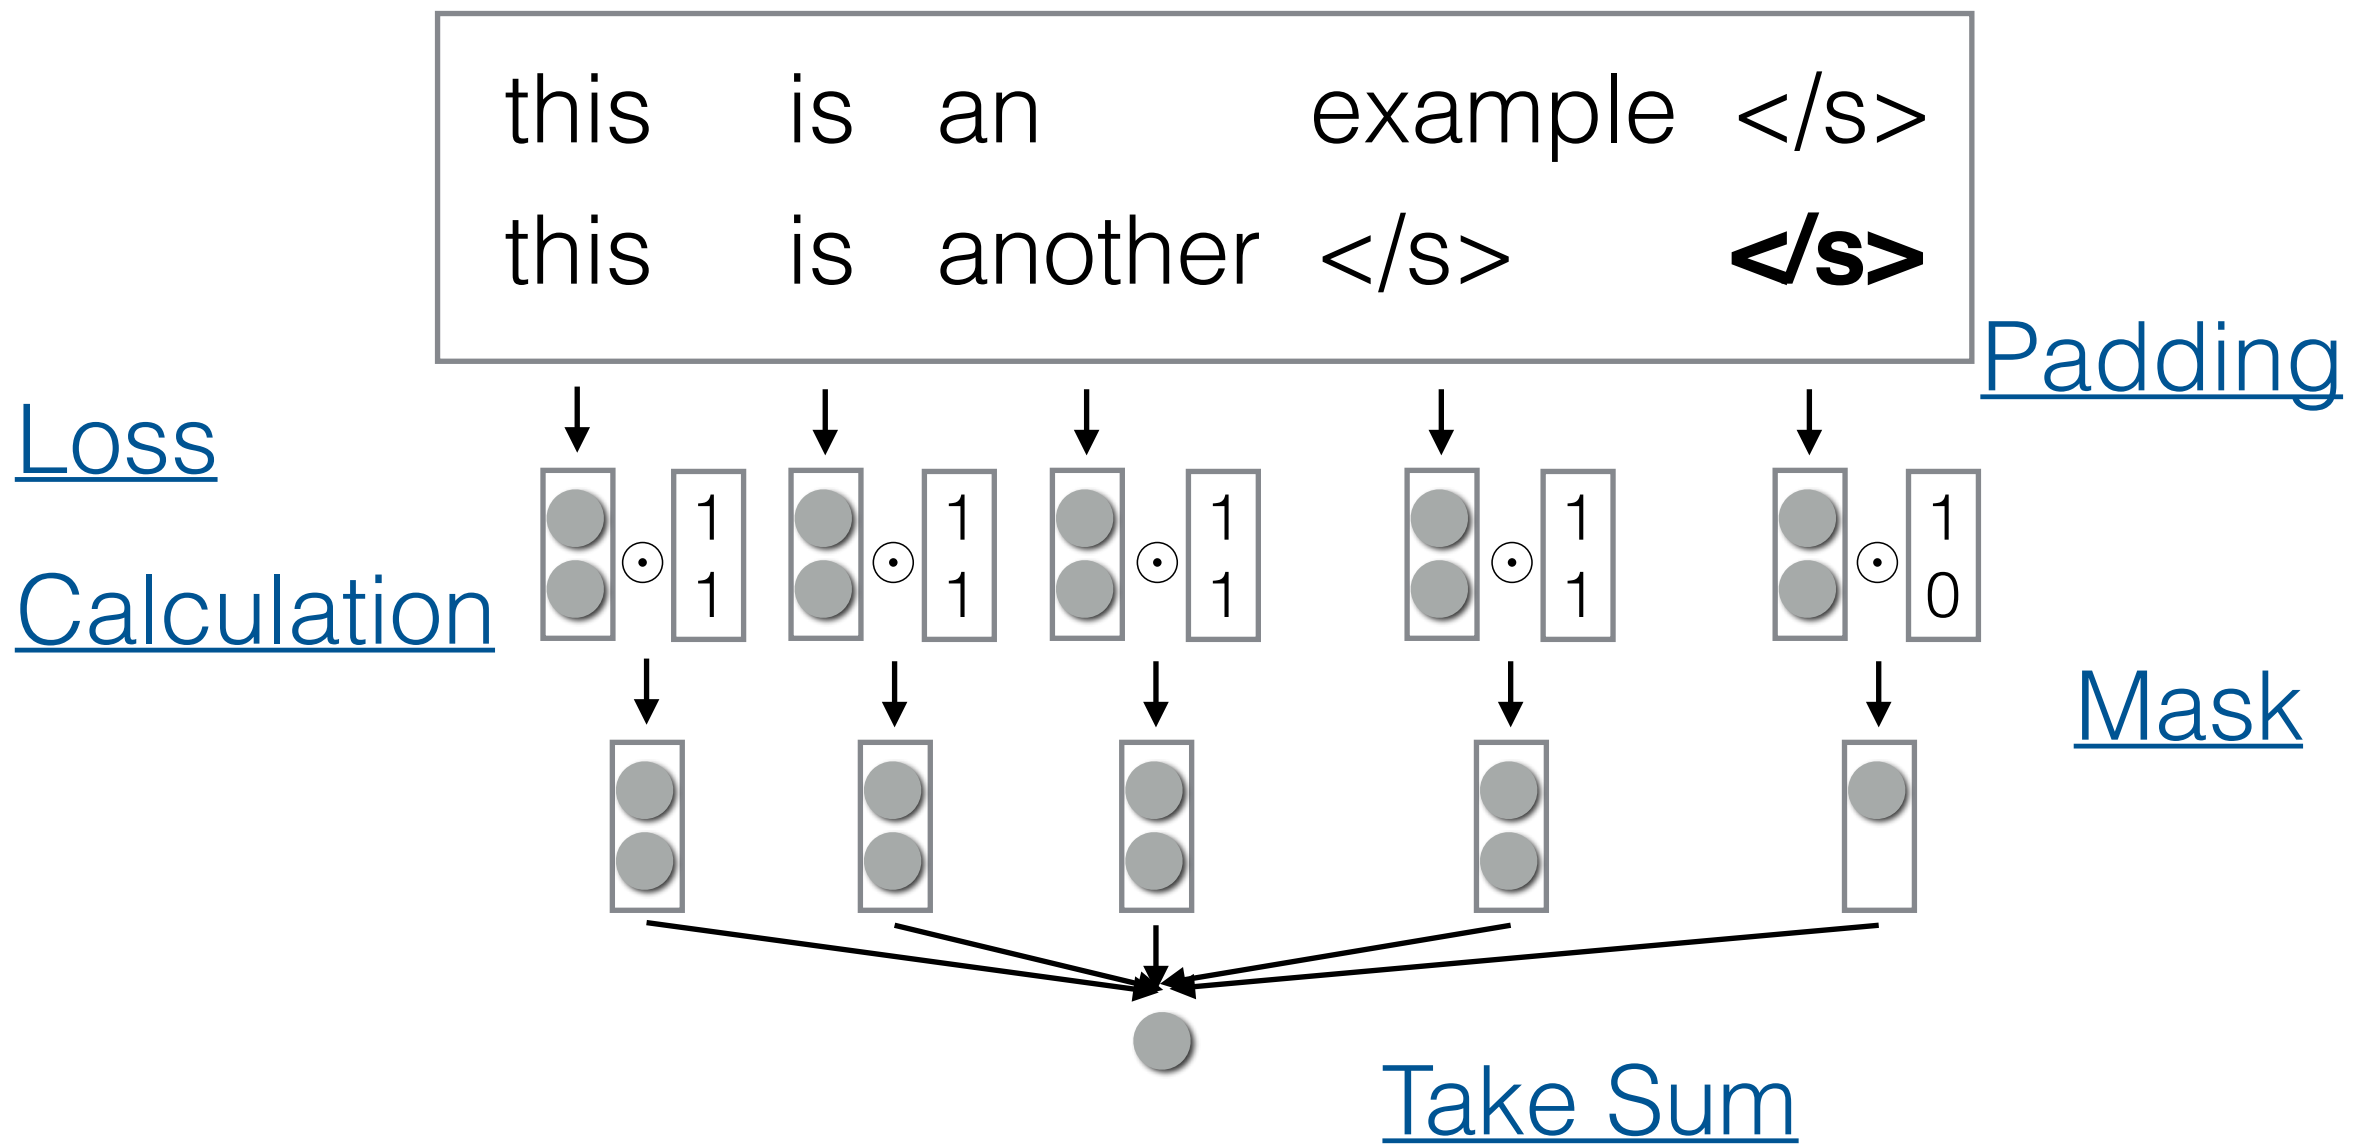 this is an example </s>
this is another </s> </s>
Padding
Loss
Calculation
1 1 1 1 1
1 1 1 1 0
Mask
Take Sum